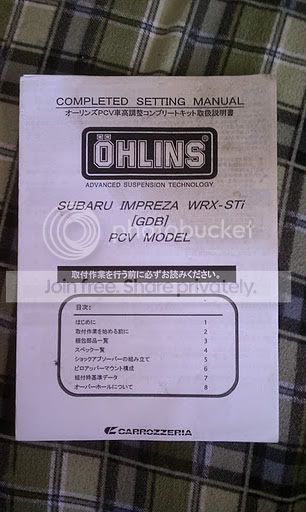 COMPLETED SETTING MANUAL
オーリンズPCV車高調整コンプリートキット取扱説明書
ÖHLINS®
ADVANCED SUSPENSION TECHNOLOGY
SUBARU IMPREZA WRX-STi
[GDB]
photobucket
PCV MODEL
取付作業を行う前に必ずお読みください。
Join free. Share privately.
目次:
はじめに 1
取付作業を始める前に 2
梱包部品一覧 3
スペック一覧 4
ショックアブソーバーの組み立て 5
ピロアッパーマウント構成 6
組付時基準データ 7
オーバーホールについて 8
CARROZZERIA